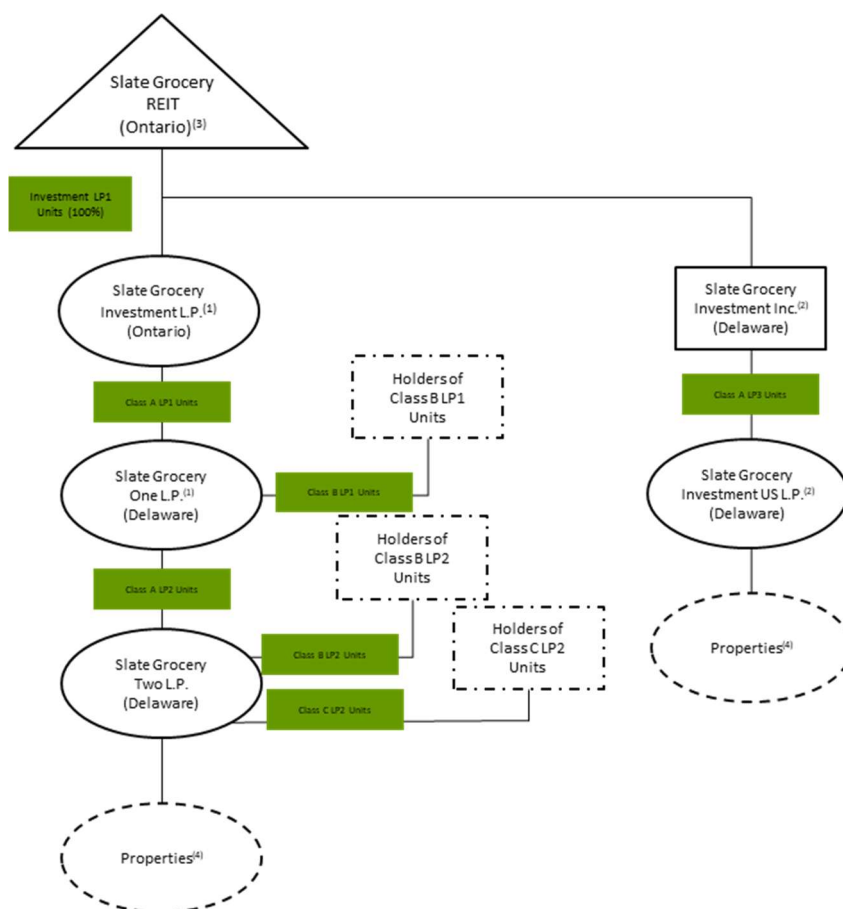 Slate Grocery
REIT
(Ontario)(3)
Investment LP1
Units (100%)
Slate Grocery
Investment L.P.(1)
(Ontario)
Slate Grocery
Investment Inc.(2)
(Delaware)
Class A LP1 Units
Holders of
Class B LP1
Units
Class A LP3 Units
Slate Grocery
One L.P.(1)
(Delaware)
Class B LP1 Units
Slate Grocery
Investment US L.P.(2)
(Delaware)
Holders of
Class B LP2
Units
Class A LP2 Units
Holders of
Class C LP2
Units
Slate Grocery
Two L.P.
(Delaware)
Class B LP2 Units
Class C LP2 Units
Properties(4)
Properties(4)